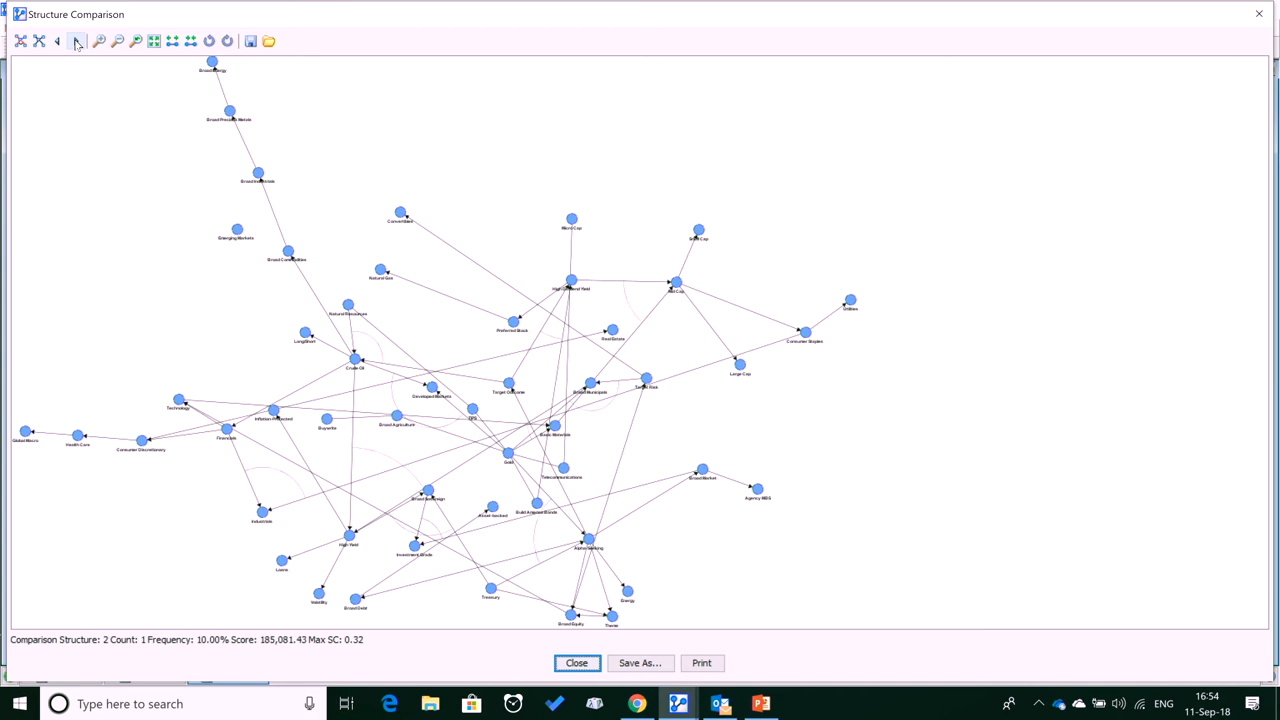 Structure Comparison
Broad Energy
Broad Precious Metals
Broad Industrials
Emerging Markets
Broad Commodities
Convertibles
Micro Cap
Small Cap
Natural Gas
High Dividend Yield
Mid Cap
Utilities
Natural Resources
Preferred Stock
Real Estate
Consumer Staples
Long/Short
Crude Oil
Large Cap
Developed Markets
Target Outcome
Broad Municipals
Target Risk
Technology
Inflation-Protected
Buywrite
Broad Agriculture
TIPS
Basic Materials
Global Macro
Health Care
Consumer Discretionary
Financials
Gold
Telecommunications
Broad Market
Agency MBS
Broad Sovereign
Asset-backed
Build America Bonds
Industrials
High Yield
Investment Grade
Alpha-Seeking
Loans
Volatility
Broad Debt
Treasury
Energy
Broad Equity
Theme
Comparison Structure: 2 Count: 1 Frequency: 10.00% Score: 185,081.43 Max SC: 0.32
Close Save As... Print
Type here to search
ENG
16:54
11-Sep-18